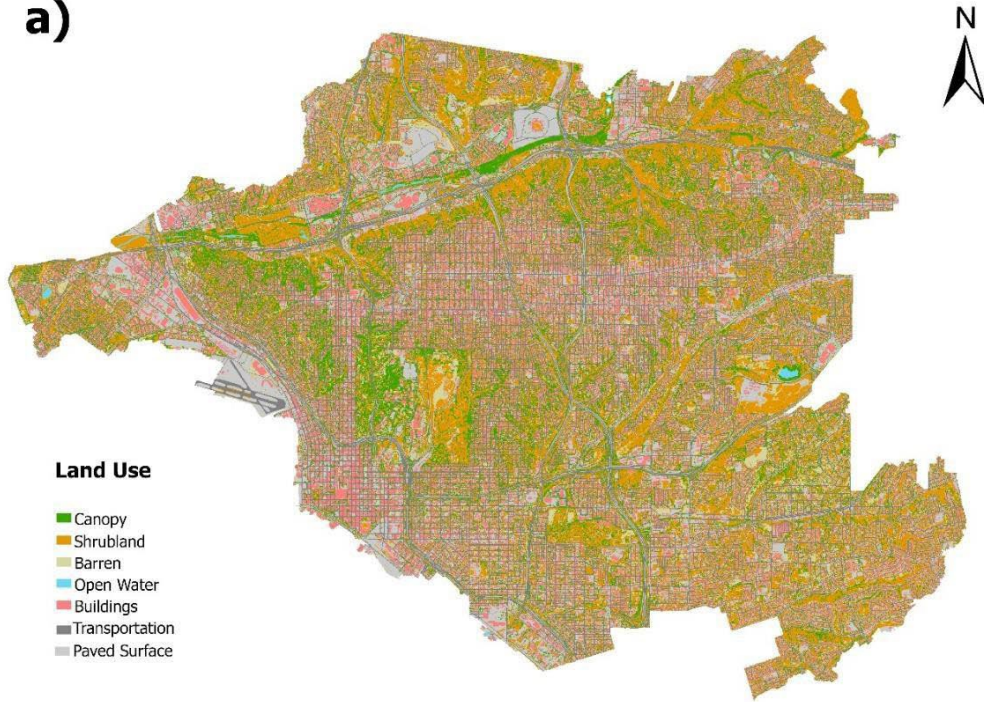 a)
N
Land Use
Canopy
Shrubland
Barren
Open Water
Buildings
Transportation
Paved Surface